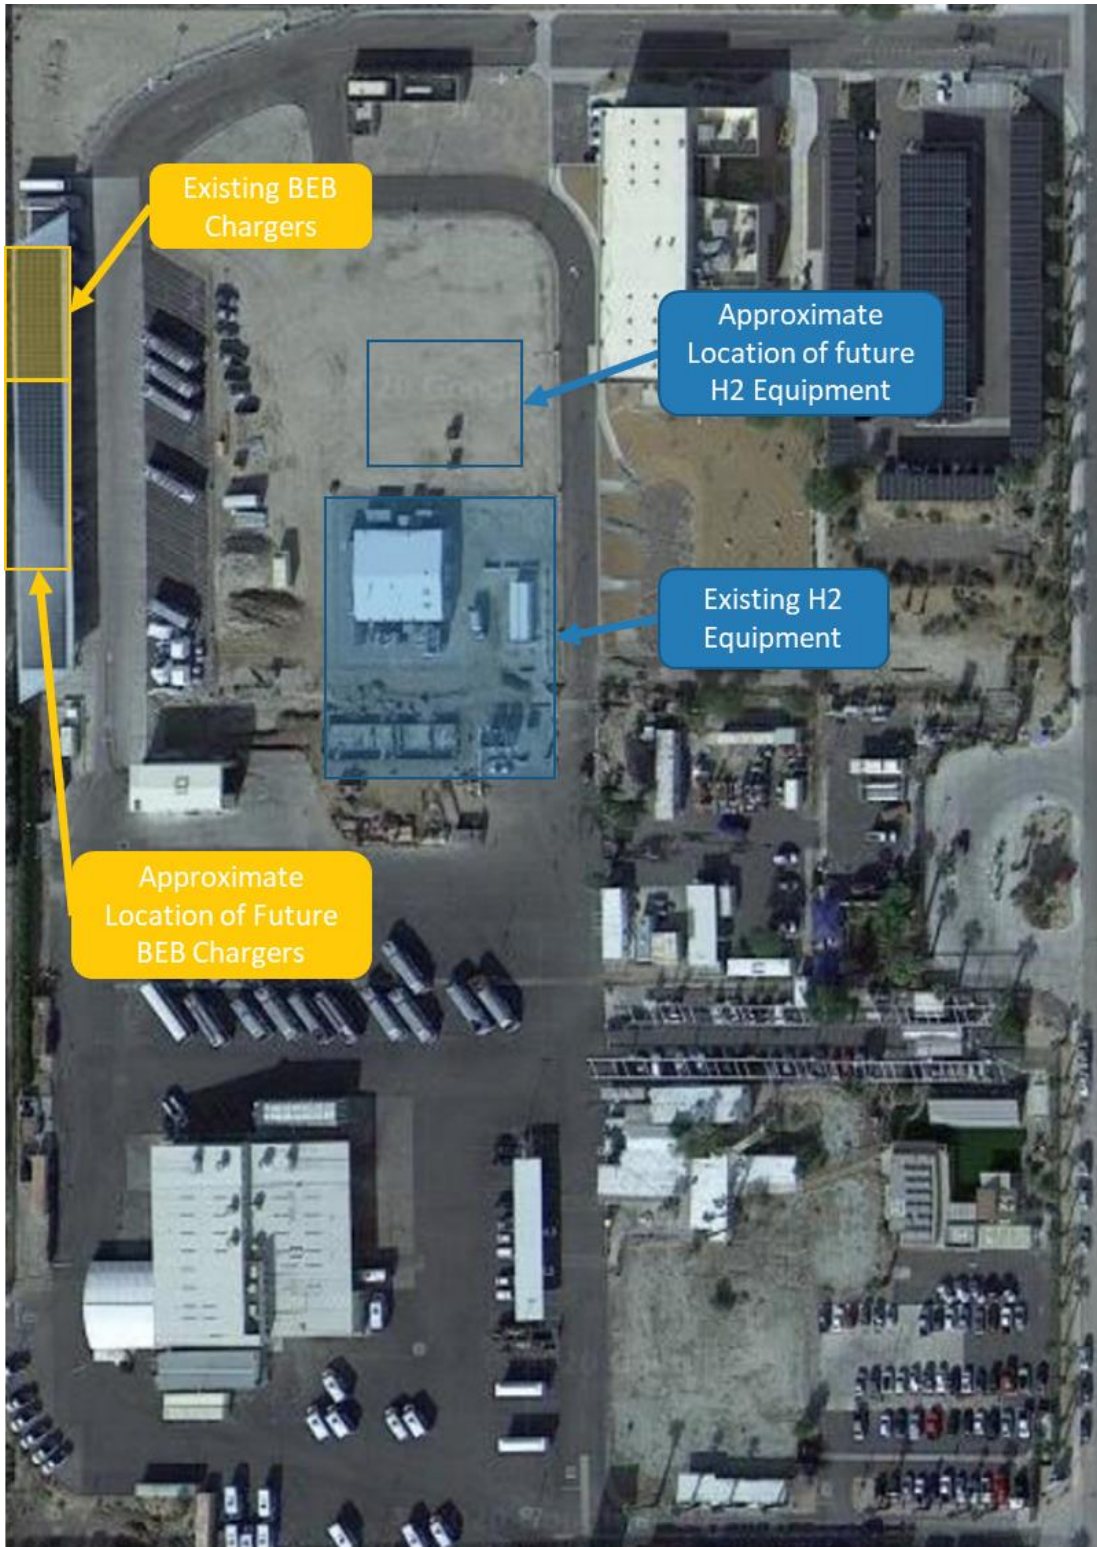 Existing BEB
Chargers
Approximate
Location of future
H2 Equipment
Existing H2
Equipment
Approximate
Location of Future
BEB Chargers